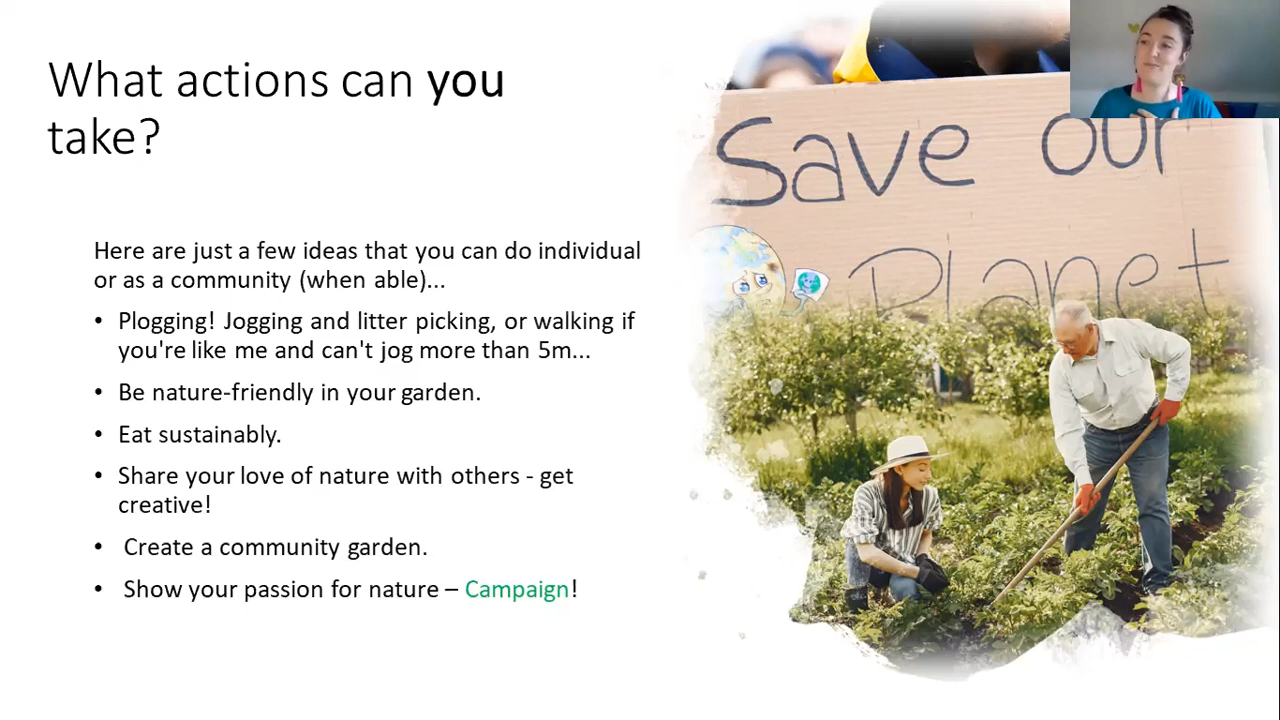 What actions can you
take?
Here are just a few ideas that you can do individual
or as a community (when able)...
• Plogging! Jogging and litter picking, or walking if
you're like me and can't jog more than 5m...
• Be nature-friendly in your garden.
• Eat sustainably.
• Share your love of nature with others - get
creative!
• Create a community garden.
• Show your passion for nature – Campaign!
Save our
Planet